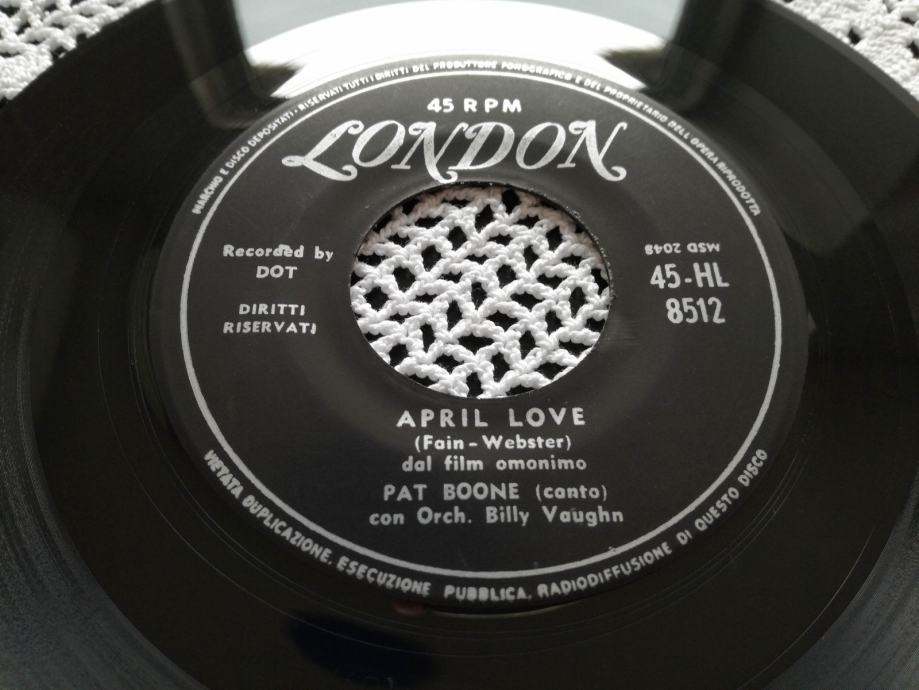 MARCHIO E DISCO DEPOSITATI • RISERVATI TUTTI I DIRITTI DEL PRODUTTORE FONOGRAFICO E DEL PROPRIETARIO DELL'OPERA RIPRODOTTA
45 RPM
LONDON
Recorded by
DOT
DIRITTI
RISERVATI
MSD 2048
45-HL
8512
APRIL LOVE
(Fain - Webster)
dal film omonimo
PAT BOONE (canto)
con Orch. Billy Vaughn
VIETATA DUPLICAZIONE, ESECUZIONE PUBBLICA, RADIODIFFUSIONE DI QUESTO DISCO